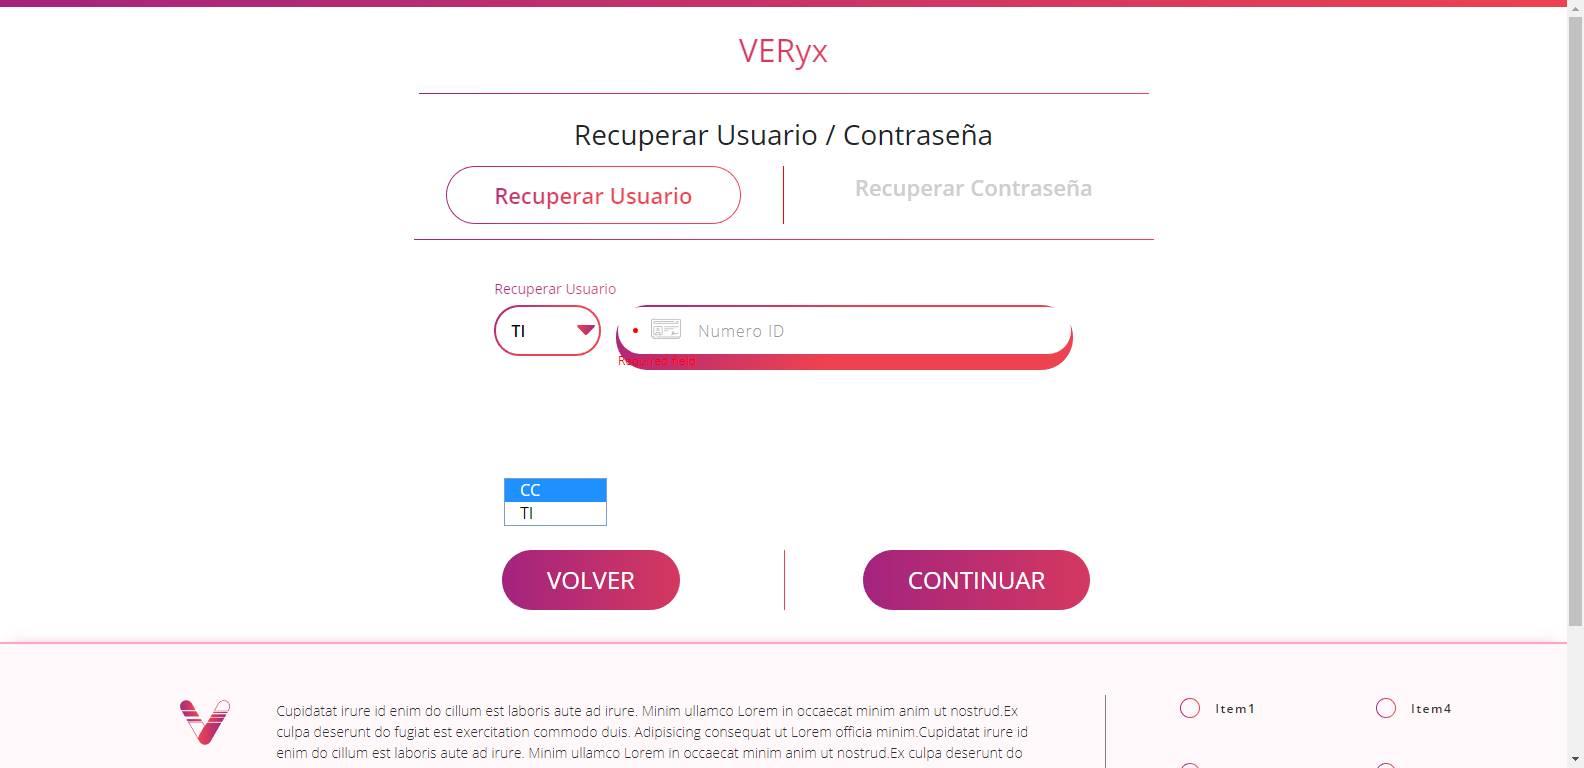 VERyx
Recuperar Usuario / Contraseña
Recuperar Usuario
Recuperar Contraseña
Recuperar Usuario
TI
Numero ID
Required field
CC
TI
VOLVER
CONTINUAR
Cupidatat irure id enim do cillum est laboris aute ad irure. Minim ullamco Lorem in occaecat minim anim ut nostrud.Ex
culpa deserunt do fugiat est exercitation commodo duis. Adipisicing consequat ut Lorem officia minim.Cupidatat irure id
enim do cillum est laboris aute ad irure. Minim ullamco Lorem in occaecat minim anim ut nostrud.Ex culpa deserunt do
Item1
Item4